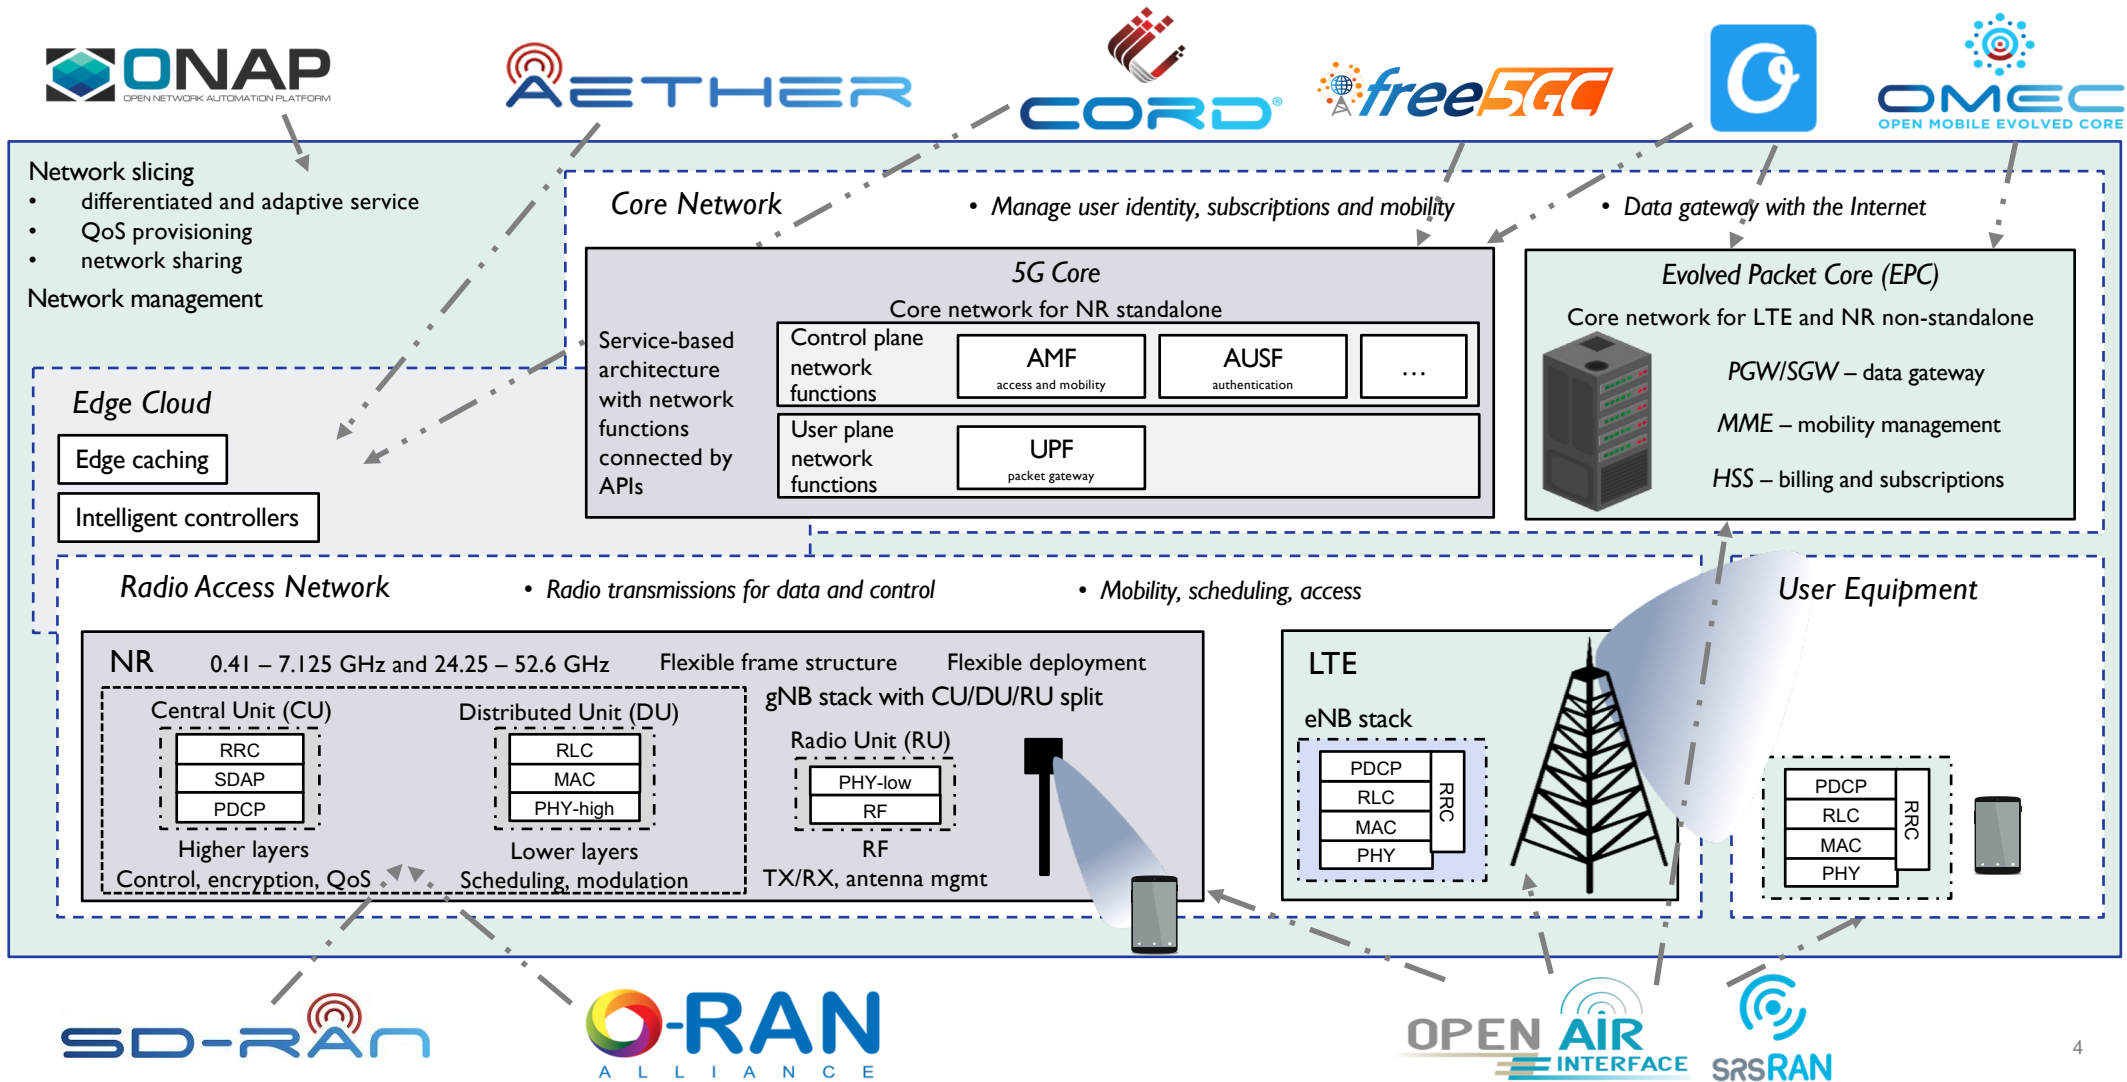 ONAP
OPEN NETWORK AUTOMATION PLATFORM
AETHER
CORD®
free5GC
O
OMEC
OPEN MOBILE EVOLVED CORE
Network slicing
• differentiated and adaptive service
• QoS provisioning
• network sharing
Network management
Core Network
• Manage user identity, subscriptions and mobility
• Data gateway with the Internet
5G Core
Core network for NR standalone
Service-based
architecture
with network
functions
connected by
APIs
Control plane
network
functions
AMF
access and mobility
AUSF
authentication
…
User plane
network
functions
UPF
packet gateway
Evolved Packet Core (EPC)
Core network for LTE and NR non-standalone
PGW/SGW – data gateway
MME – mobility management
HSS – billing and subscriptions
Edge Cloud
Edge caching
Intelligent controllers
Radio Access Network
• Radio transmissions for data and control
• Mobility, scheduling, access
NR
0.41 – 7.125 GHz and 24.25 – 52.6 GHz
Flexible frame structure
Flexible deployment
gNB stack with CU/DU/RU split
Central Unit (CU)
RRC
SDAP
PDCP
Higher layers
Control, encryption, QoS
Distributed Unit (DU)
RLC
MAC
PHY-high
Lower layers
Scheduling, modulation
Radio Unit (RU)
PHY-low
RF
RF
TX/RX, antenna mgmt
LTE
eNB stack
PDCP
RLC
MAC
PHY
RRC
User Equipment
PDCP
RLC
MAC
PHY
RRC
SD-RAN
O-RAN
ALLIANCE
OPEN AIR
INTERFACE
srsRAN
4